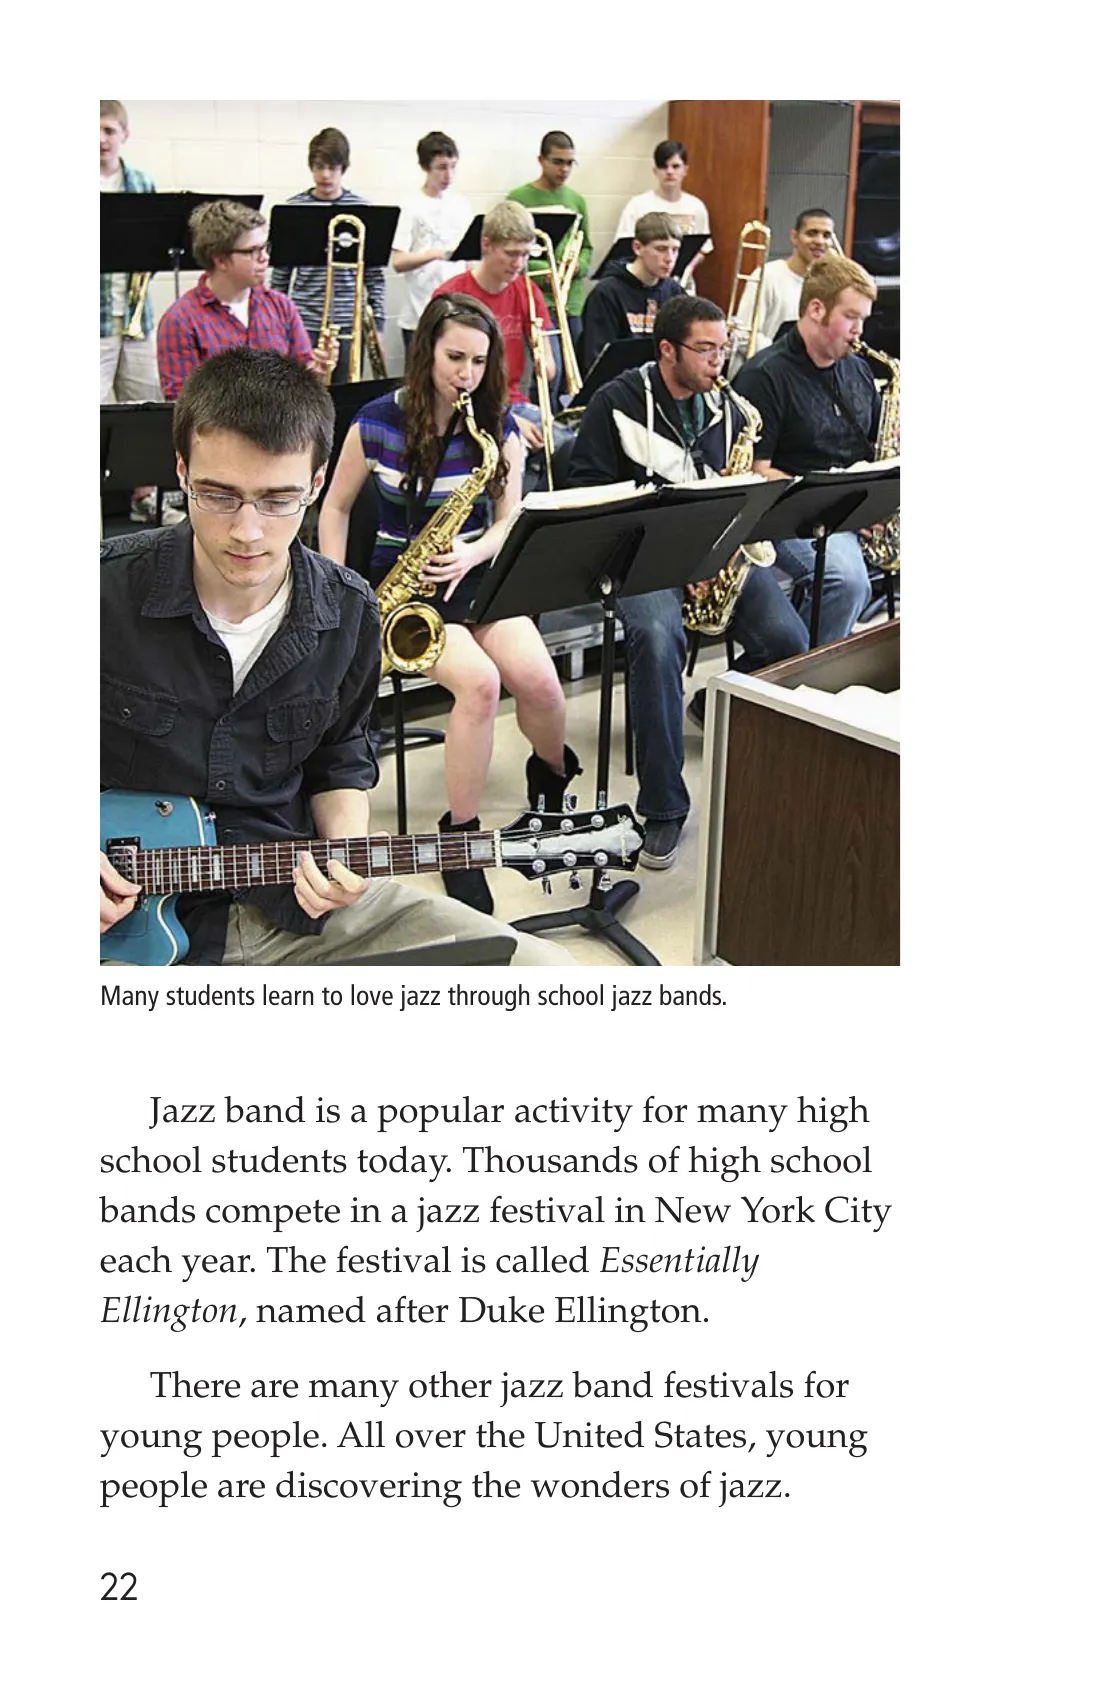 Many students learn to love jazz through school jazz bands.
Jazz band is a popular activity for many high
school students today. Thousands of high school
bands compete in a jazz festival in New York City
each year. The festival is called Essentially
Ellington, named after Duke Ellington.
There are many other jazz band festivals for
young people. All over the United States, young
people are discovering the wonders of jazz.
22